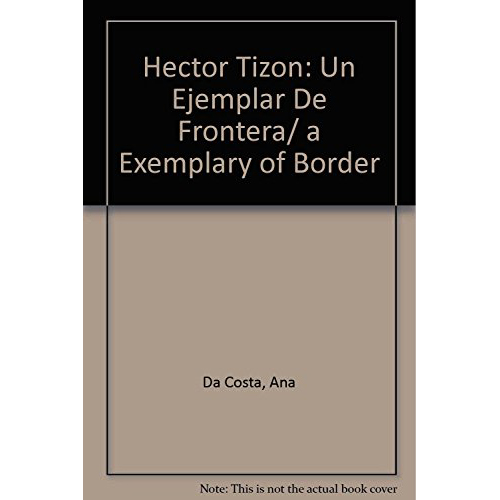 Hector Tizon: Un
Ejemplar De
Frontera/ a
Exemplary of Border
Da Costa, Ana
Note: This is not the actual book cover